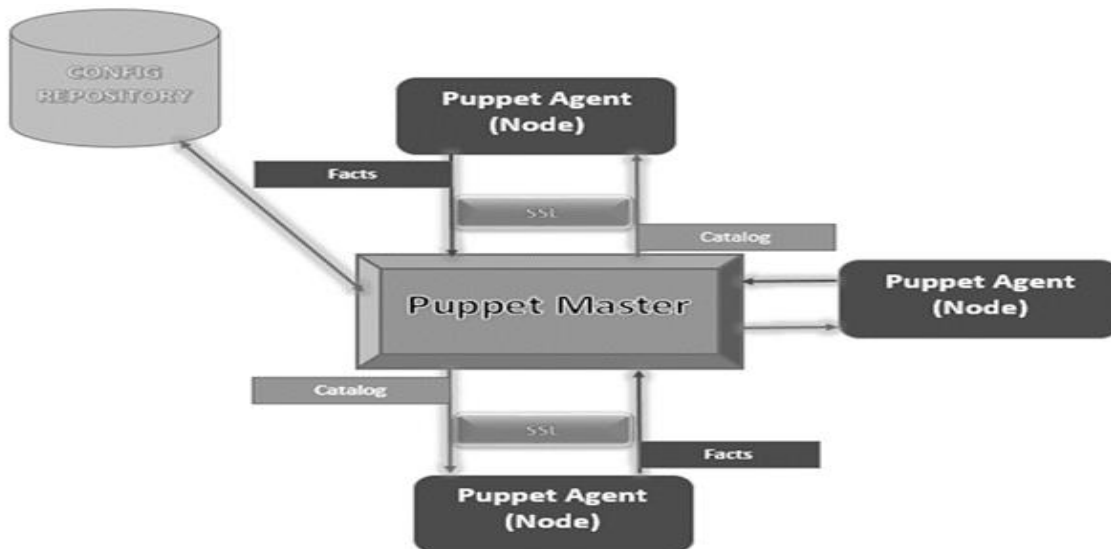 CONFIG
REPOSITORY
Puppet Agent
(Node)
Facts
SSL
Catalog
Puppet Agent
(Node)
Puppet Master
Catalog
SSL
Facts
Puppet Agent
(Node)